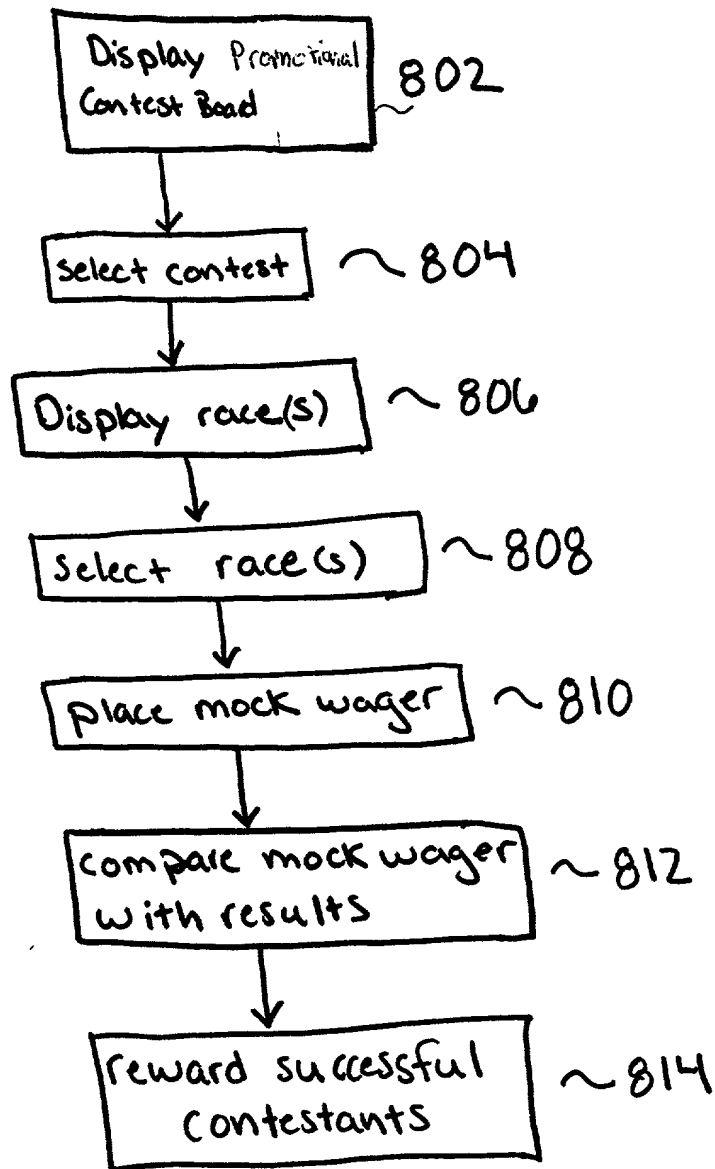 Display Promotional
Contest Board
802
select contest
804
Display race(s)
806
Select race(s)
808
place mock wager
810
compare mock wager
with results
812
reward successful
contestants
814